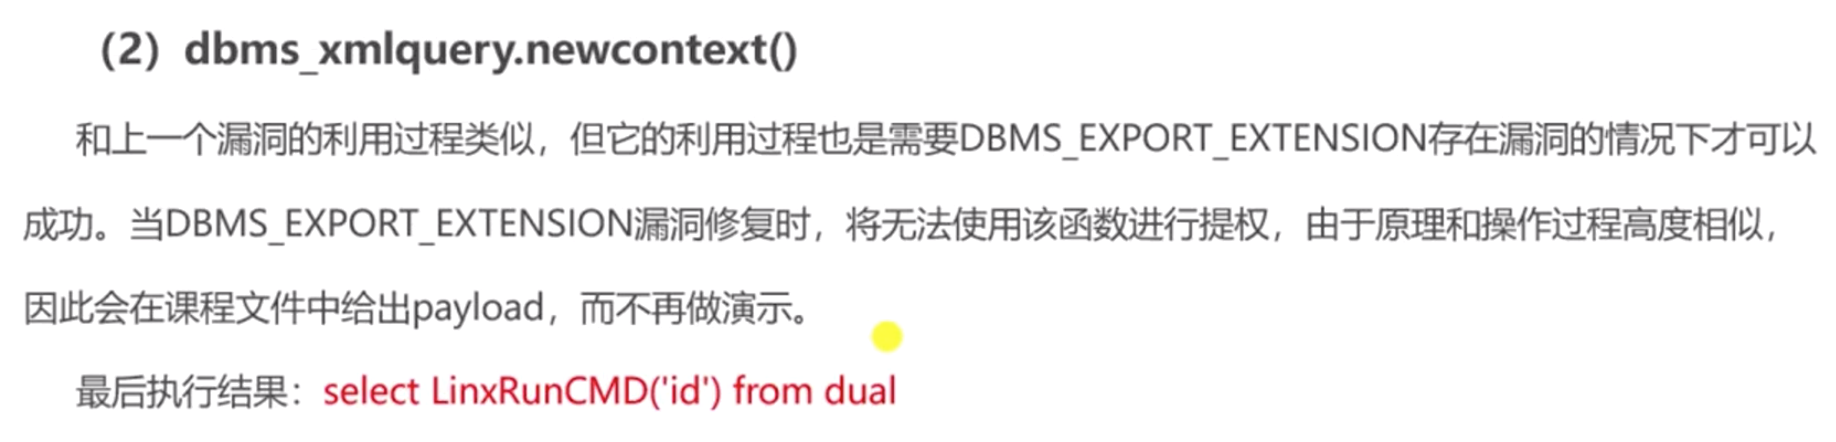 （2）dbms_xmlquery.newcontext()
和上一个漏洞的利用过程类似，但它的利用过程也是需要DBMS_EXPORT_EXTENSION存在漏洞的情况下才可以
成功。当DBMS_EXPORT_EXTENSION漏洞修复时，将无法使用该函数进行提权，由于原理和操作过程高度相似，
因此会在课程文件中给出payload，而不再做演示。
最后执行结果：select LinxRunCMD('id') from dual